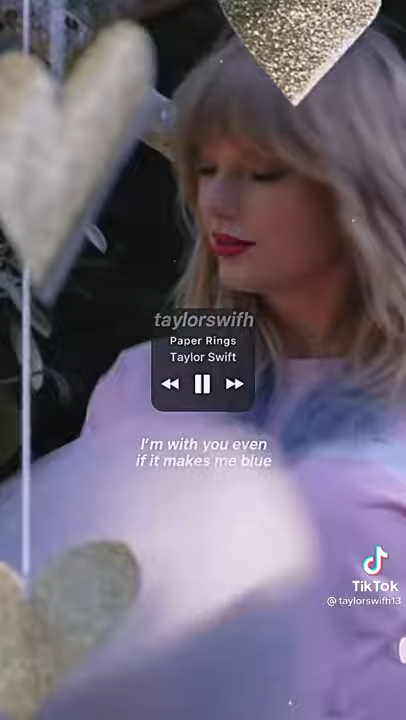 taylorswifh
Paper Rings
Taylor Swift
I'm with you even
if it makes me blue
TikTok
@taylorswifh13